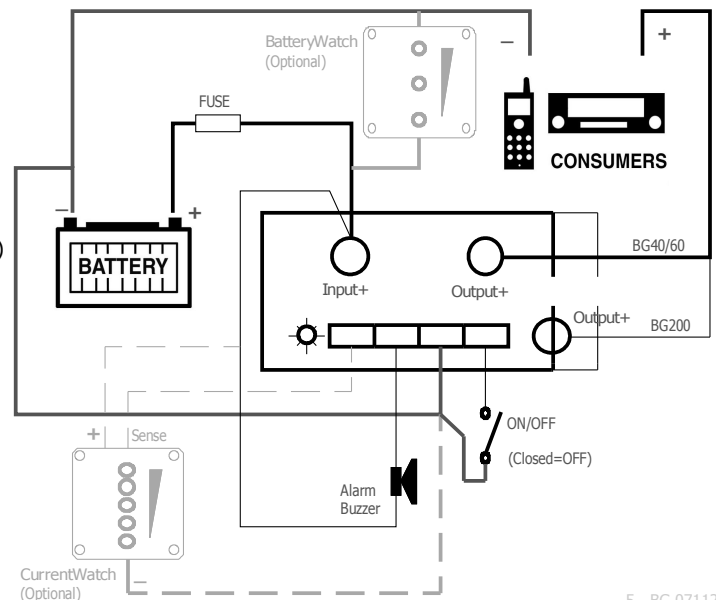 BatteryWatch
(Optional)
–
+
FUSE
CONSUMERS
–
+
BATTERY
)
BG40/60
Input+
Output+
Output+
BG200
+
Sense
ON/OFF
(Closed=OFF)
Alarm
Buzzer
CurrentWatch
–
(Optional)